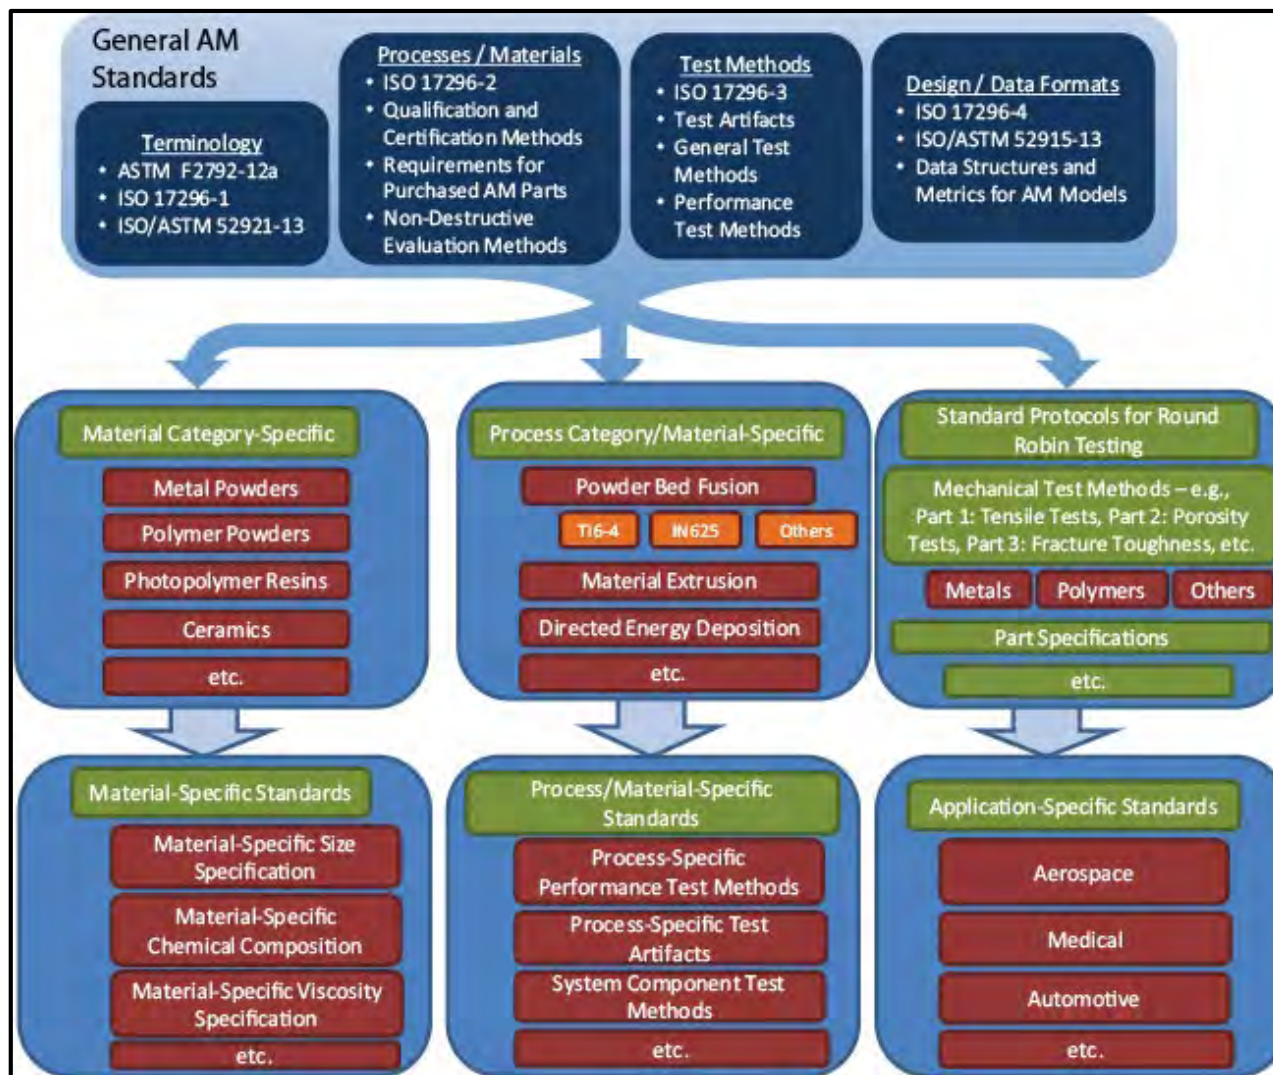 General AM
Standards
Terminology
• ASTM F2792-12a
• ISO 17296-1
• ISO/ASTM 52921-13
Processes / Materials
• ISO 17296-2
• Qualification and
Certification Methods
• Requirements for
Purchased AM Parts
• Non-Destructive
Evaluation Methods
Test Methods
• ISO 17296-3
• Test Artifacts
• General Test
Methods
• Performance
Test Methods
Design / Data Formats
• ISO 17296-4
• ISO/ASTM 52915-13
• Data Structures and
Metrics for AM Models
Material Category-Specific
Metal Powders
Polymer Powders
Photopolymer Resins
Ceramics
etc.
Process Category/Material-Specific
Powder Bed Fusion
Ti6-4
IN625
Others
Material Extrusion
Directed Energy Deposition
etc.
Standard Protocols for Round
Robin Testing
Mechanical Test Methods – e.g.,
Part 1: Tensile Tests, Part 2: Porosity
Tests, Part 3: Fracture Toughness, etc.
Metals
Polymers
Others
Part Specifications
etc.
Material-Specific Standards
Material-Specific Size
Specification
Material-Specific
Chemical Composition
Material-Specific Viscosity
Specification
etc.
Process/Material-Specific
Standards
Process-Specific
Performance Test Methods
Process-Specific Test
Artifacts
System Component Test
Methods
etc.
Application-Specific Standards
Aerospace
Medical
Automotive
etc.